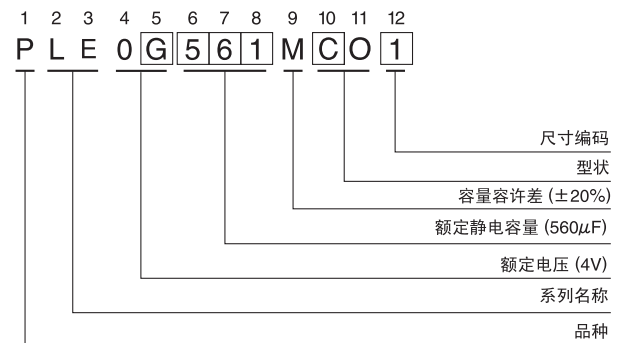 1 2 3 4 5 6 7 8 9 10 11 12
P L E 0 G 5 6 1 M C O 1
尺寸编码
型状
容量容许差 (±20%)
额定静电容量 (560μF)
额定电压 (4V)
系列名称
品种